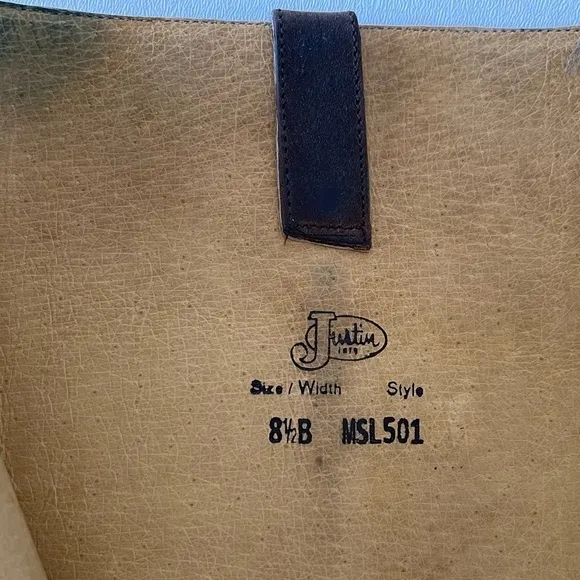 Justin
1879
Size / Width Style
8½B MSL501